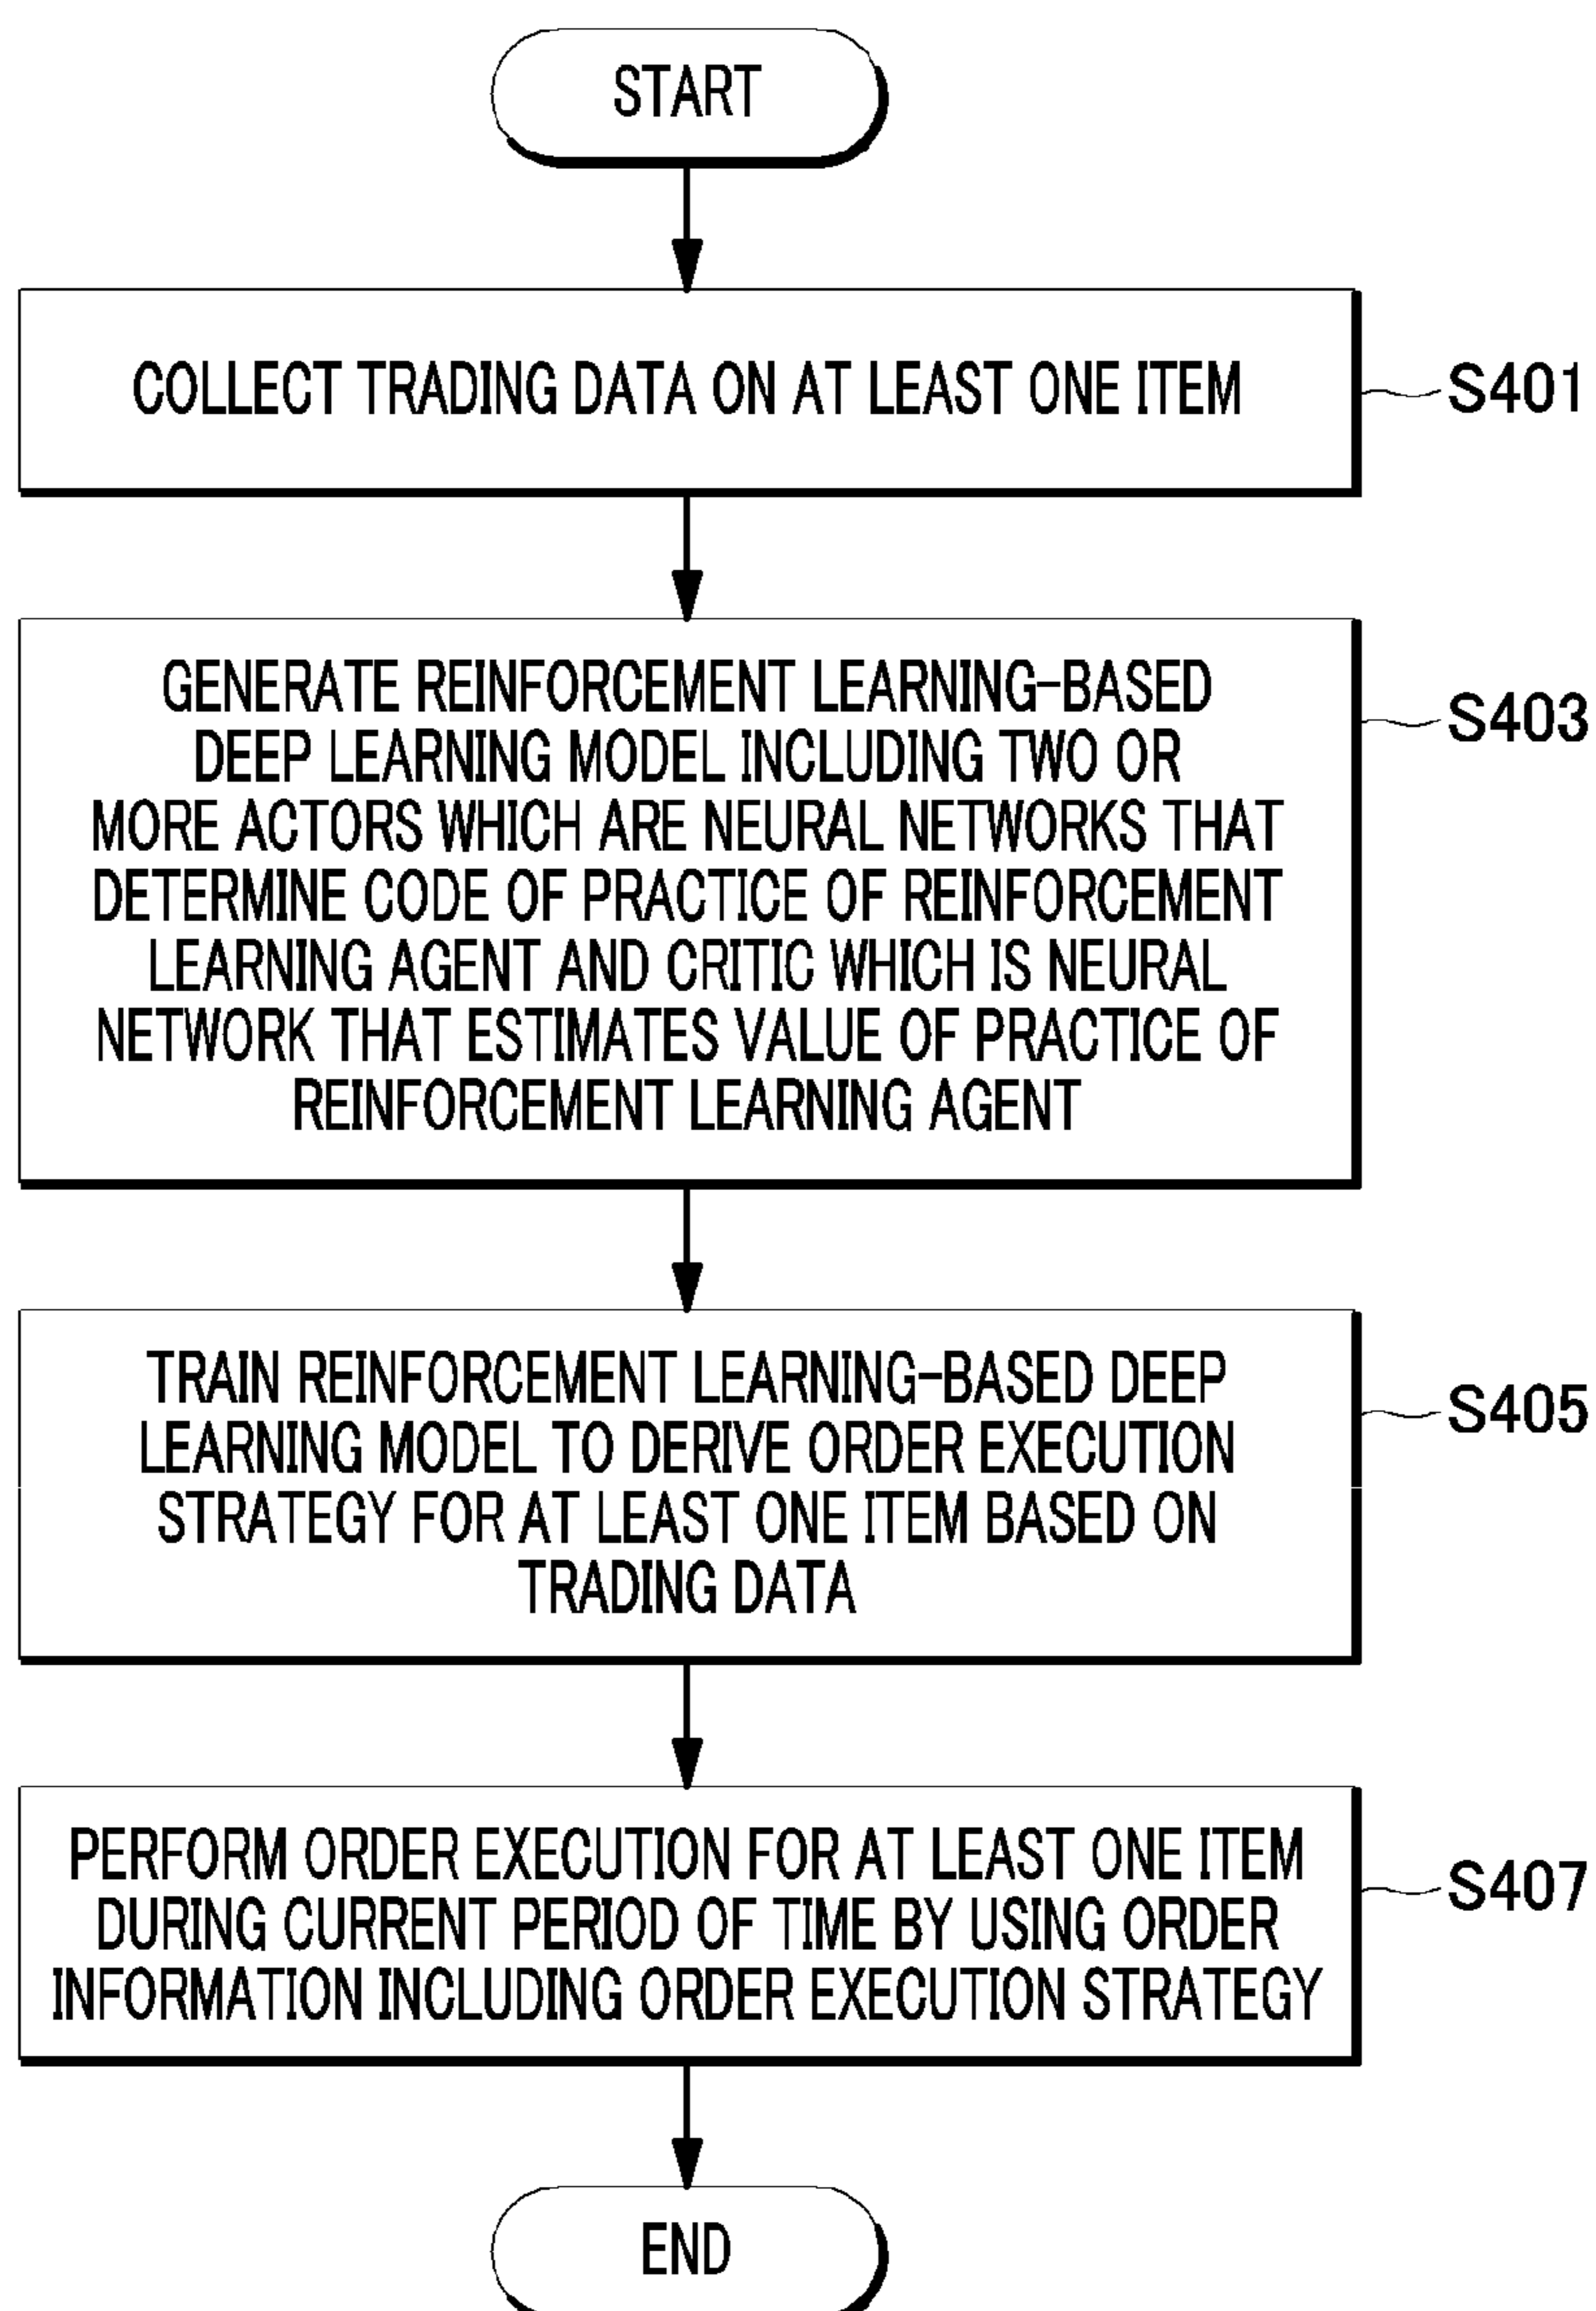 START
COLLECT TRADING DATA ON AT LEAST ONE ITEM
S401
GENERATE REINFORCEMENT LEARNING-BASED
DEEP LEARNING MODEL INCLUDING TWO OR
MORE ACTORS WHICH ARE NEURAL NETWORKS THAT
DETERMINE CODE OF PRACTICE OF REINFORCEMENT
LEARNING AGENT AND CRITIC WHICH IS NEURAL
NETWORK THAT ESTIMATES VALUE OF PRACTICE OF
REINFORCEMENT LEARNING AGENT
S403
TRAIN REINFORCEMENT LEARNING-BASED DEEP
LEARNING MODEL TO DERIVE ORDER EXECUTION
STRATEGY FOR AT LEAST ONE ITEM BASED ON
TRADING DATA
S405
PERFORM ORDER EXECUTION FOR AT LEAST ONE ITEM
DURING CURRENT PERIOD OF TIME BY USING ORDER
INFORMATION INCLUDING ORDER EXECUTION STRATEGY
S407
END